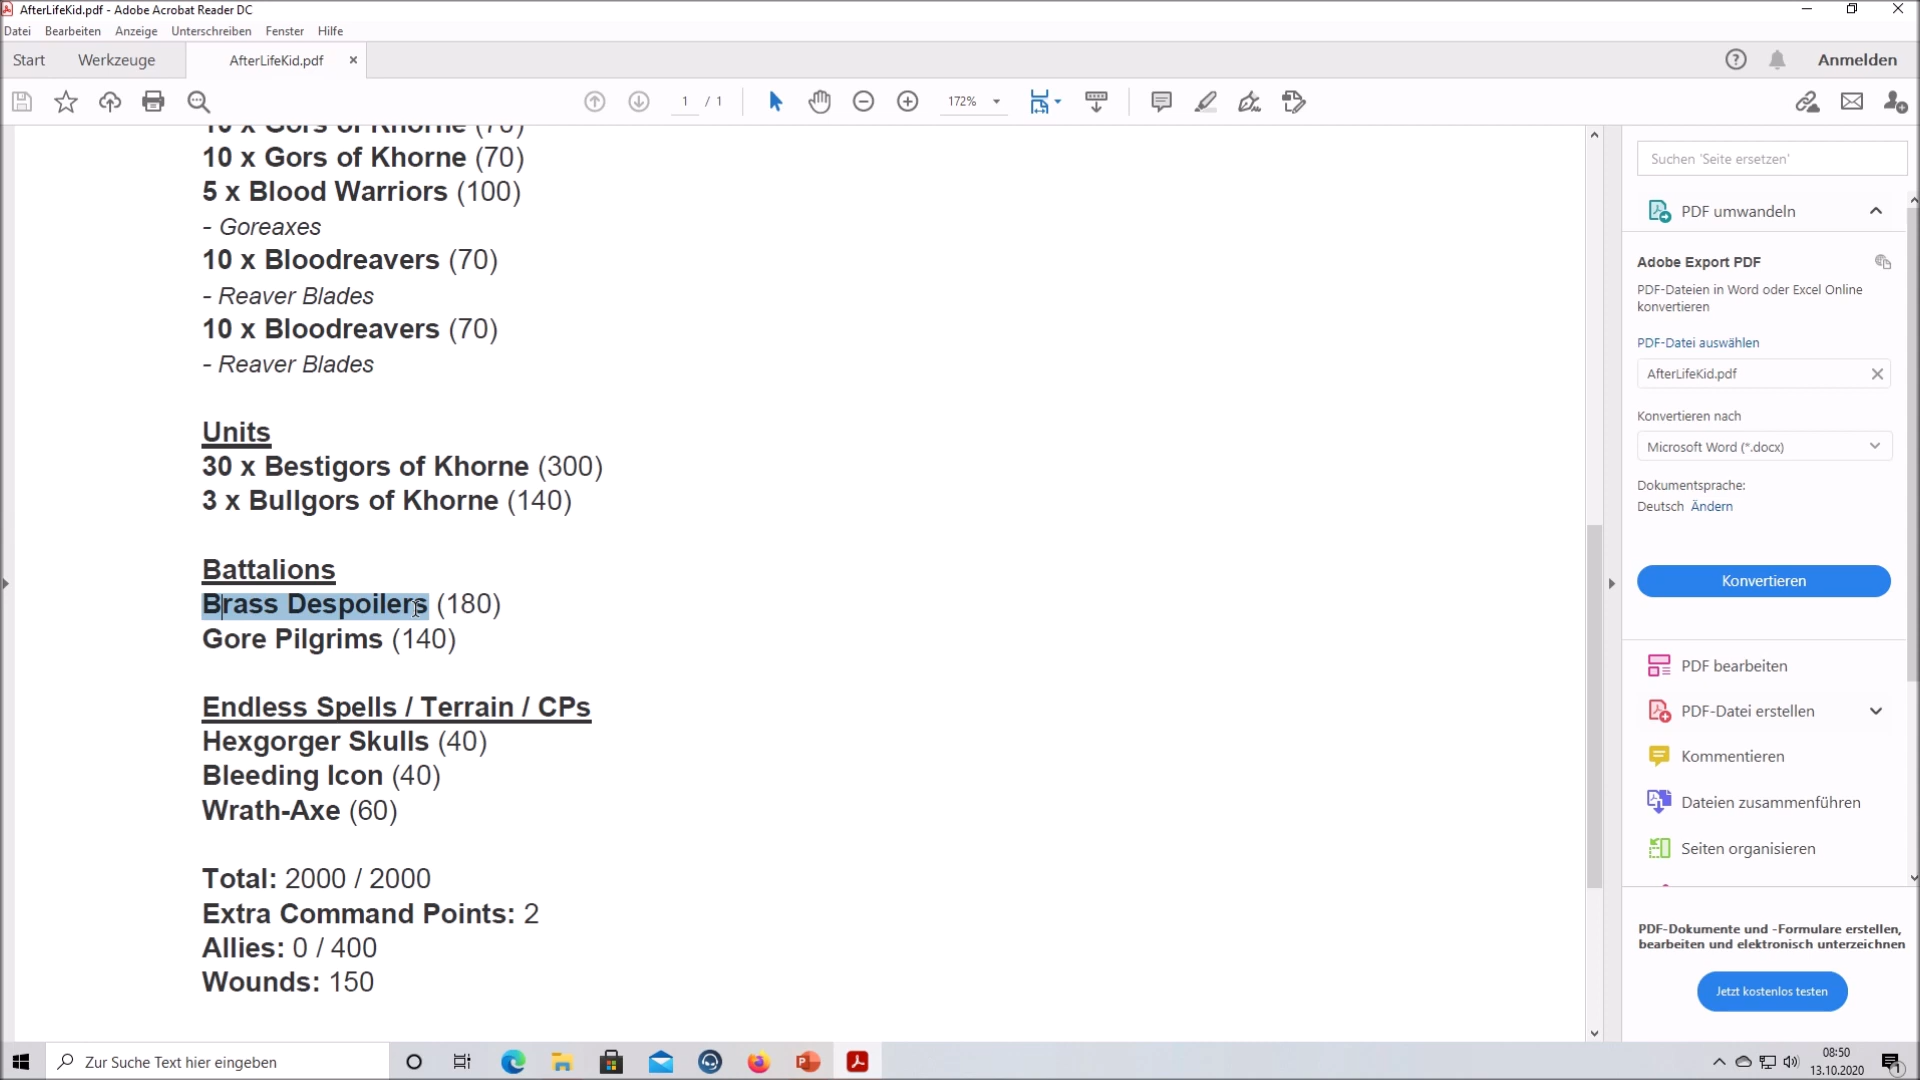 AfterLifeKid.pdf - Adobe Acrobat Reader DC
Datei Bearbeiten Anzeige Unterschreiben Fenster Hilfe
Start Werkzeuge AfterLifeKid.pdf Anmelden
1 / 1 172%
10 x Gors of Khorne (70)
10 x Gors of Khorne (70)
5 x Blood Warriors (100)
- Goreaxes
10 x Bloodreavers (70)
- Reaver Blades
10 x Bloodreavers (70)
- Reaver Blades
Units
30 x Bestigors of Khorne (300)
3 x Bullgors of Khorne (140)
Battalions
Brass Despoilers (180)
Gore Pilgrims (140)
Endless Spells / Terrain / CPs
Hexgorger Skulls (40)
Bleeding Icon (40)
Wrath-Axe (60)
Total: 2000 / 2000
Extra Command Points: 2
Allies: 0 / 400
Wounds: 150
Suchen 'Seite ersetzen'
PDF umwandeln
Adobe Export PDF
PDF-Dateien in Word oder Excel Online
konvertieren
PDF-Datei auswählen
AfterLifeKid.pdf
Konvertieren nach
Microsoft Word (*.docx)
Dokumentsprache:
Deutsch Ändern
Konvertieren
PDF bearbeiten
PDF-Datei erstellen
Kommentieren
Dateien zusammenführen
Seiten organisieren
PDF-Dokumente und -Formulare erstellen,
bearbeiten und elektronisch unterzeichnen
Jetzt kostenlos testen
Zur Suche Text hier eingeben
08:50
13.10.2020
1